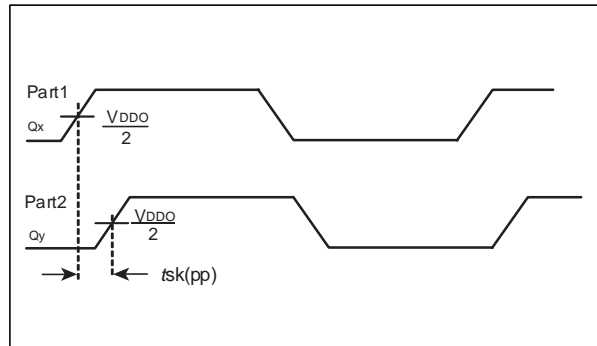 Part1
Qx
VDDO
2
Part2
Qy
VDDO
2
tsk(pp)